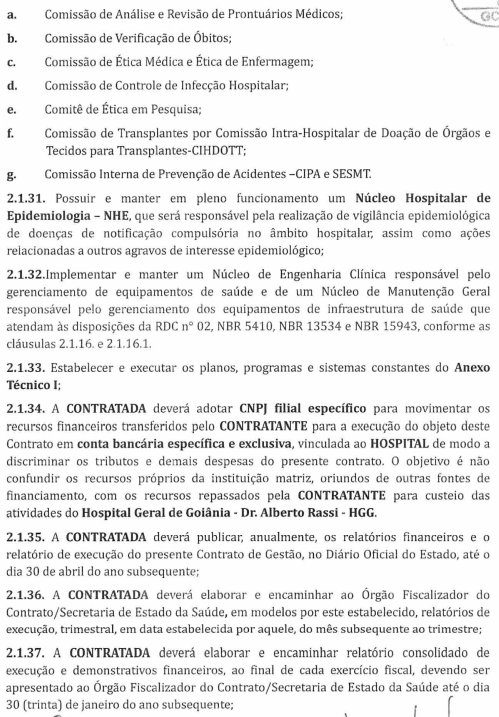 GC
a. Comissão de Análise e Revisão de Prontuários Médicos;
b. Comissão de Verificação de Óbitos;
c. Comissão de Ética Médica e Ética de Enfermagem;
d. Comissão de Controle de Infecção Hospitalar;
e. Comitê de Ética em Pesquisa;
f. Comissão de Transplantes por Comissão Intra-Hospitalar de Doação de Órgãos e
Tecidos para Transplantes-CIHDOTT;
g. Comissão Interna de Prevenção de Acidentes –CIPA e SESMT.
2.1.31. Possuir e manter em pleno funcionamento um Núcleo Hospitalar de
Epidemiologia – NHE, que será responsável pela realização de vigilância epidemiológica
de doenças de notificação compulsória no âmbito hospitalar, assim como ações
relacionadas a outros agravos de interesse epidemiológico;
2.1.32.Implementar e manter um Núcleo de Engenharia Clínica responsável pelo
gerenciamento de equipamentos de saúde e de um Núcleo de Manutenção Geral
responsável pelo gerenciamento dos equipamentos de infraestrutura de saúde que
atendam às disposições da RDC n° 02, NBR 5410, NBR 13534 e NBR 15943, conforme as
cláusulas 2.1.16. e 2.1.16.1.
2.1.33. Estabelecer e executar os planos, programas e sistemas constantes do Anexo
Técnico I;
2.1.34. A CONTRATADA deverá adotar CNPJ filial específico para movimentar os
recursos financeiros transferidos pelo CONTRATANTE para a execução do objeto deste
Contrato em conta bancária específica e exclusiva, vinculada ao HOSPITAL de modo a
discriminar os tributos e demais despesas do presente contrato. O objetivo é não
confundir os recursos próprios da instituição matriz, oriundos de outras fontes de
financiamento, com os recursos repassados pela CONTRATANTE para custeio das
atividades do Hospital Geral de Goiânia - Dr. Alberto Rassi - HGG.
2.1.35. A CONTRATADA deverá publicar, anualmente, os relatórios financeiros e o
relatório de execução do presente Contrato de Gestão, no Diário Oficial do Estado, até o
dia 30 de abril do ano subsequente;
2.1.36. A CONTRATADA deverá elaborar e encaminhar ao Órgão Fiscalizador do
Contrato/Secretaria de Estado da Saúde, em modelos por este estabelecido, relatórios de
execução, trimestral, em data estabelecida por aquele, do mês subsequente ao trimestre;
2.1.37. A CONTRATADA deverá elaborar e encaminhar relatório consolidado de
execução e demonstrativos financeiros, ao final de cada exercício fiscal, devendo ser
apresentado ao Órgão Fiscalizador do Contrato/Secretaria de Estado da Saúde até o dia
30 (trinta) de janeiro do ano subsequente;